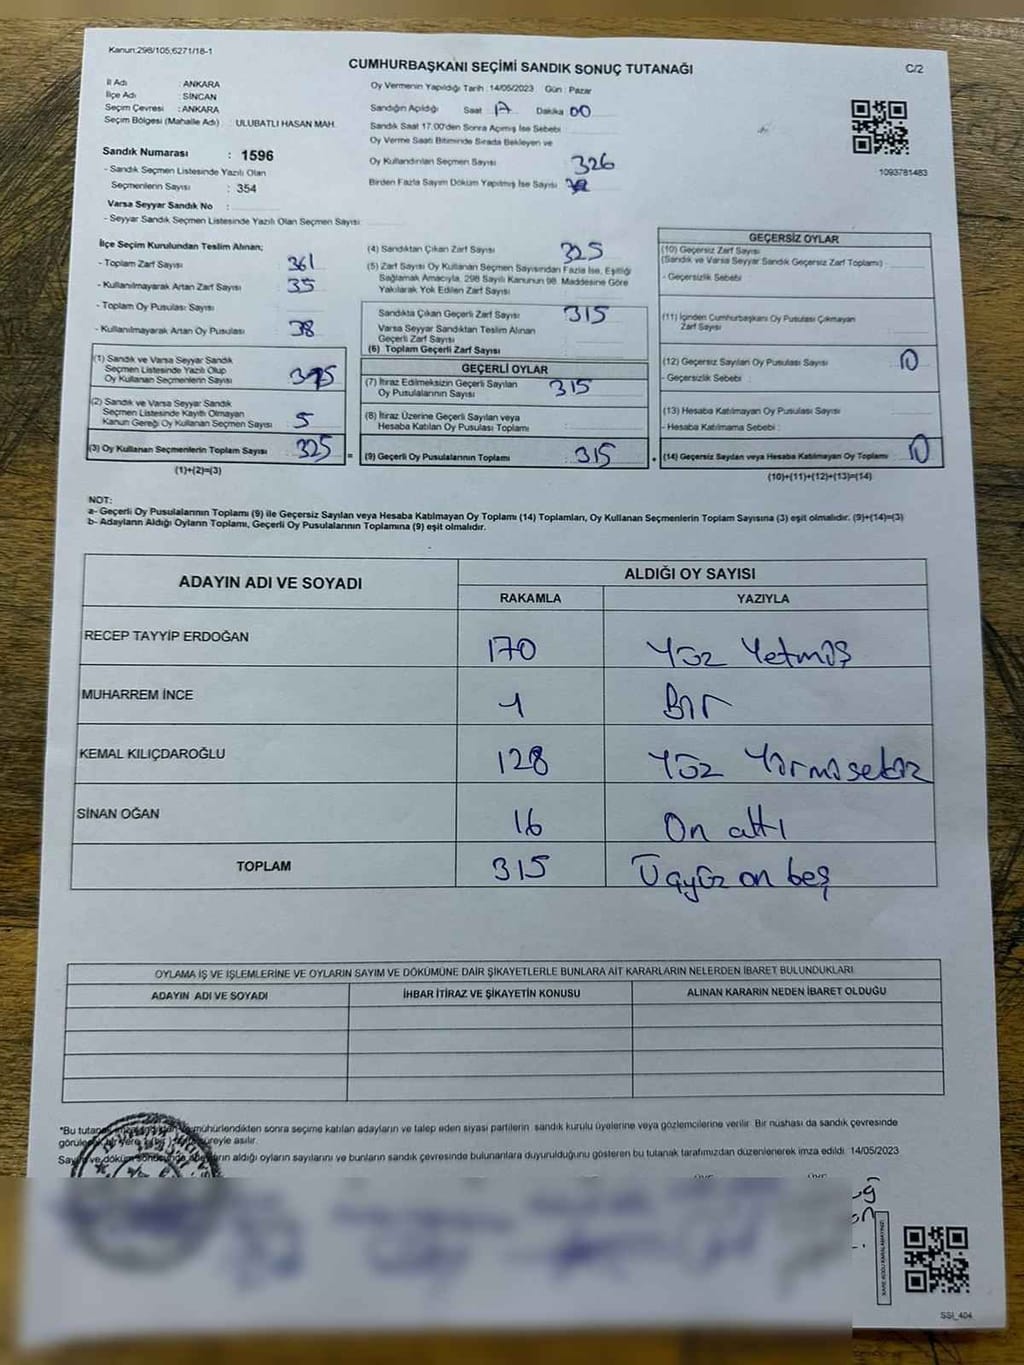 Kanun:298/105;6271/18-1
CUMHURBAŞKANI SEÇİMİ SANDIK SONUÇ TUTANAĞI
C/2
İl Adı : ANKARA
İlçe Adı : SİNCAN
Seçim Çevresi : ANKARA
Seçim Bölgesi (Mahalle Adı) : ULUBATLI HASAN MAH.
Sandık Numarası : 1596
- Sandık Seçmen Listesinde Yazılı Olan
Seçmenlerin Sayısı : 354
Varsa Seyyar Sandık No :
- Seyyar Sandık Seçmen Listesinde Yazılı Olan Seçmen Sayısı:
Oy Vermenin Yapıldığı Tarih :14/05/2023 Gün : Pazar
Sandığın Açıldığı Saat Dakika 00
Sandık Saat 17.00'den Sonra Açılmış İse Sebebi
Oy Verme Saati Bitiminde Sırada Bekleyen ve
Oy Kullandırılan Seçmen Sayısı 326
Birden Fazla Sayım Döküm Yapılmış İse Sayısı
1093781483
İlçe Seçim Kurulundan Teslim Alınan;
- Toplam Zarf Sayısı 361
- Kullanılmayarak Artan Zarf Sayısı 35
- Toplam Oy Pusulası Sayısı
- Kullanılmayarak Artan Oy Pusulası 38
(1) Sandık ve Varsa Seyyar Sandık
Seçmen Listesinde Yazılı Olup
Oy Kullanan Seçmenlerin Sayısı
(2) Sandık ve Varsa Seyyar Sandık
Seçmen Listesinde Kayıtlı Olmayan
Kanun Gereği Oy Kullanan Seçmen Sayısı 5
(3) Oy Kullanan Seçmenlerin Toplam Sayısı 325 =
(1)+(2)=(3)
(4) Sandıktan Çıkan Zarf Sayısı 325
(5) Zarf Sayısı Oy Kullanan Seçmen Sayısından Fazla İse, Eşitliği
Sağlamak Amacıyla, 298 Sayılı Kanunun 98. Maddesine Göre
Yakılarak Yok Edilen Zarf Sayısı
Sandıkta Çıkan Geçerli Zarf Sayısı 315
Varsa Seyyar Sandıktan Teslim Alınan
Geçerli Zarf Sayısı
(6) Toplam Geçerli Zarf Sayısı
GEÇERLİ OYLAR
(7) İtiraz Edilmeksizin Geçerli Sayılan
Oy Pusulalarının Sayısı 315
(8) İtiraz Üzerine Geçerli Sayılan veya
Hesaba Katılan Oy Pusulası Toplamı
(9) Geçerli Oy Pusulalarının Toplamı 315
GEÇERSİZ OYLAR
(10) Geçersiz Zarf Sayısı
(Sandık ve Varsa Seyyar Sandık Geçersiz Zarf Toplamı)
- Geçersizlik Sebebi
(11) İçinden Cumhurbaşkanı Oy Pusulası Çıkmayan
Zarf Sayısı
(12) Geçersiz Sayılan Oy Pusulası Sayısı 10
- Geçersizlik Sebebi :
(13) Hesaba Katılmayan Oy Pusulası Sayısı
- Hesaba Katılmama Sebebi :
(14) Geçersiz Sayılan veya Hesaba Katılmayan Oy Toplamı 10
(10)+(11)+(12)+(13)=(14)
NOT:
a- Geçerli Oy Pusulalarının Toplamı (9) ile Geçersiz Sayılan veya Hesaba Katılmayan Oy Toplamı (14) Toplamları, Oy Kullanan Seçmenlerin Toplam Sayısına (3) eşit olmalıdır. (9)+(14)=(3)
b- Adayların Aldığı Oyların Toplamı, Geçerli Oy Pusulalarının Toplamına (9) eşit olmalıdır.
ADAYIN ADI VE SOYADI ALDIĞI OY SAYISI
RAKAMLA YAZIYLA
RECEP TAYYİP ERDOĞAN 170 Yüz Yetmiş
MUHARREM İNCE 1 Bir
KEMAL KILIÇDAROĞLU 128 Yüz Yirmisekiz
SİNAN OĞAN 16 On altı
TOPLAM 315 Üçyüz on beş
OYLAMA İŞ VE İŞLEMLERİNE VE OYLARIN SAYIM VE DÖKÜMÜNE DAİR ŞİKAYETLERLE BUNLARA AİT KARARLARIN NELERDEN İBARET BULUNDUKLARI
ADAYIN ADI VE SOYADI İHBAR İTİRAZ VE ŞİKAYETİN KONUSU ALINAN KARARIN NEDEN İBARET OLDUĞU
*Bu mühürlendikten sonra seçime katılan adayların ve talep eden siyasi partilerin sandık kurulu üyelerine veya gözlemcilerine verilir. Bir nüshası da sandık çevresinde
süreyle asılır.
aldığı oyların sayılarını ve bunların sandık çevresinde bulunanlara duyurulduğunu gösteren bu tutanak tarafımızdan düzenlenerek imza edildi. 14/05/2023
SSI_404